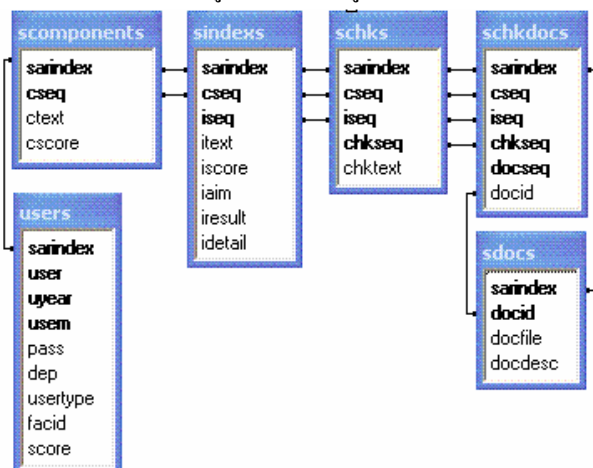 scomponents
sarindex
cseq
ctext
cscore
sindexs
sarindex
cseq
iseq
itext
iscore
iaim
iresult
idetail
schks
sarindex
cseq
iseq
chkseq
chktext
schkdocs
sarindex
cseq
iseq
chkseq
docseq
docid
users
sarindex
user
uyear
usem
pass
dep
usertype
facid
score
sdocs
sarindex
docid
docfile
docdesc